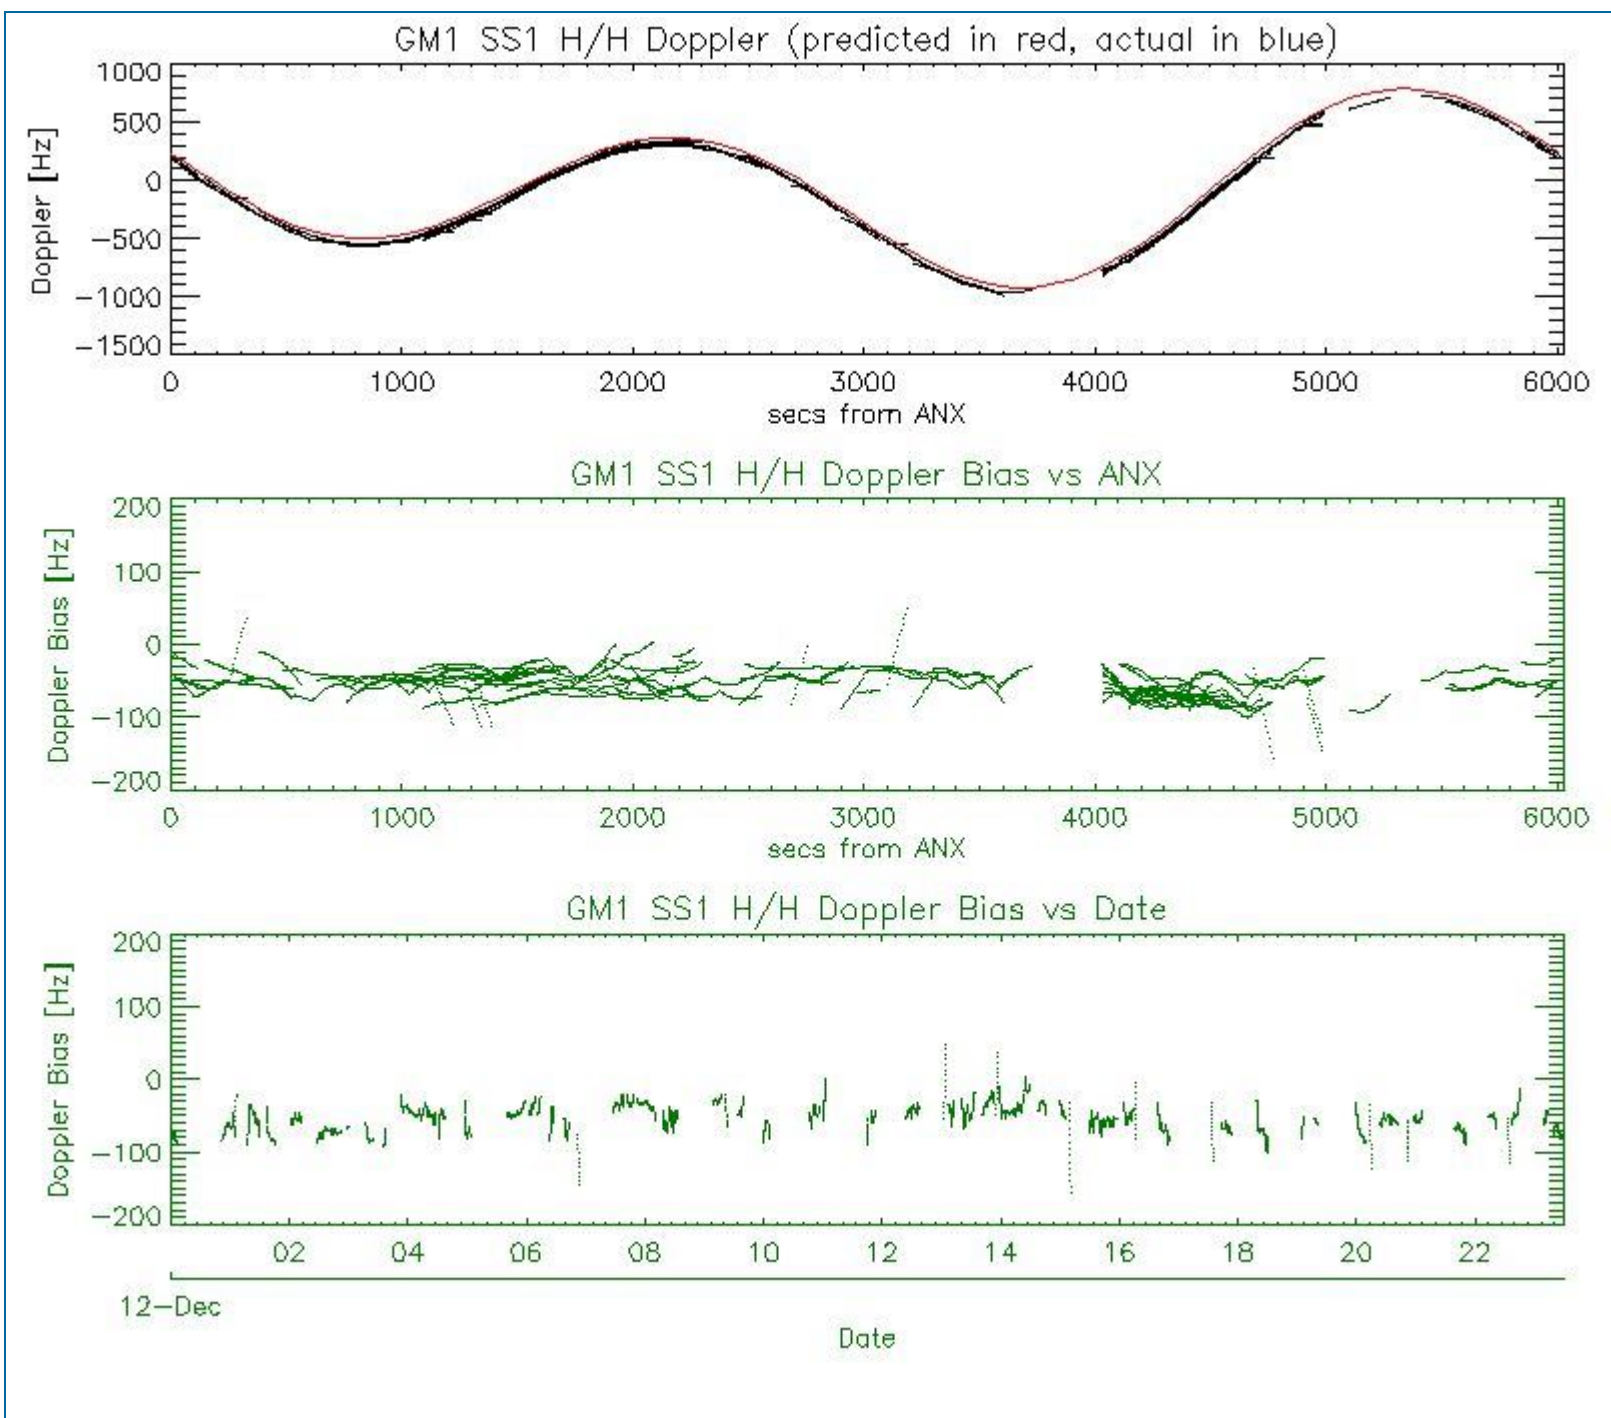 GM1 SS1 H/H Doppler (predicted in red, actual in blue)
1000
500
0
-500
-1000
-1500
Doppler [Hz]
0 1000 2000 3000 4000 5000 6000
secs from ANX
GM1 SS1 H/H Doppler Bias vs ANX
200
100
0
-100
-200
Doppler Bias [Hz]
0 1000 2000 3000 4000 5000 6000
secs from ANX
GM1 SS1 H/H Doppler Bias vs Date
200
100
0
-100
-200
Doppler Bias [Hz]
02 04 06 08 10 12 14 16 18 20 22
12-Dec
Date